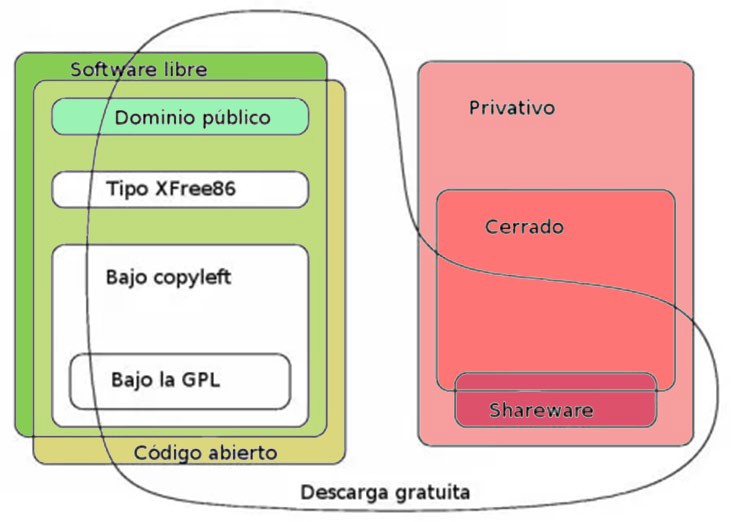 Software libre
Dominio público
Tipo XFree86
Bajo copyleft
Bajo la GPL
Código abierto
Privativo
Cerrado
Shareware
Descarga gratuita